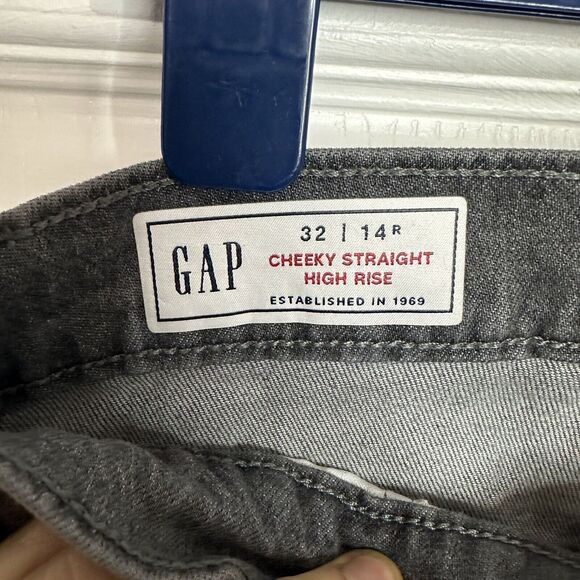 GAP
32 | 14R
CHEEKY STRAIGHT
HIGH RISE
ESTABLISHED IN 1969